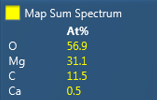 Map Sum Spectrum
At%
O 56.9
Mg 31.1
C 11.5
Ca 0.5